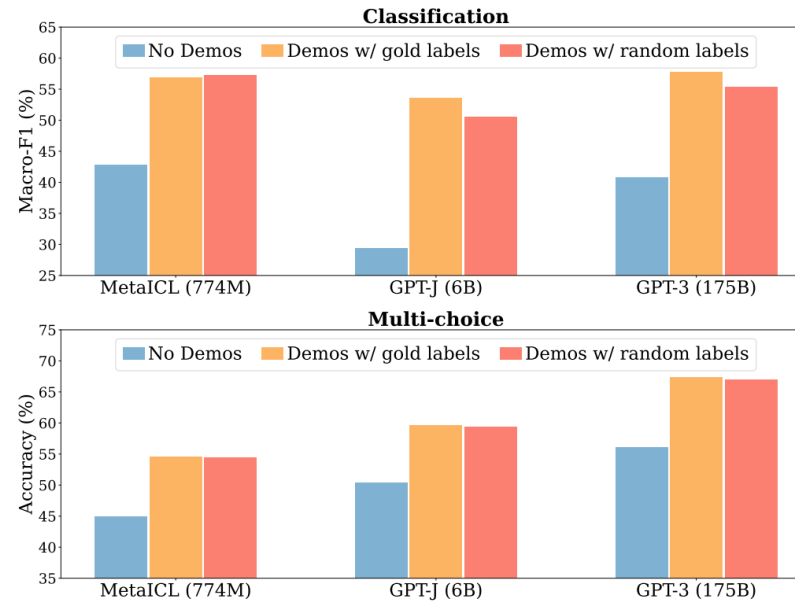 Classification
No Demos Demos w/ gold labels Demos w/ random labels
Macro-F1 (%)
65
60
55
50
45
40
35
30
25
MetaICL (774M) GPT-J (6B) GPT-3 (175B)
Multi-choice
No Demos Demos w/ gold labels Demos w/ random labels
Accuracy (%)
75
70
65
60
55
50
45
40
35
MetaICL (774M) GPT-J (6B) GPT-3 (175B)